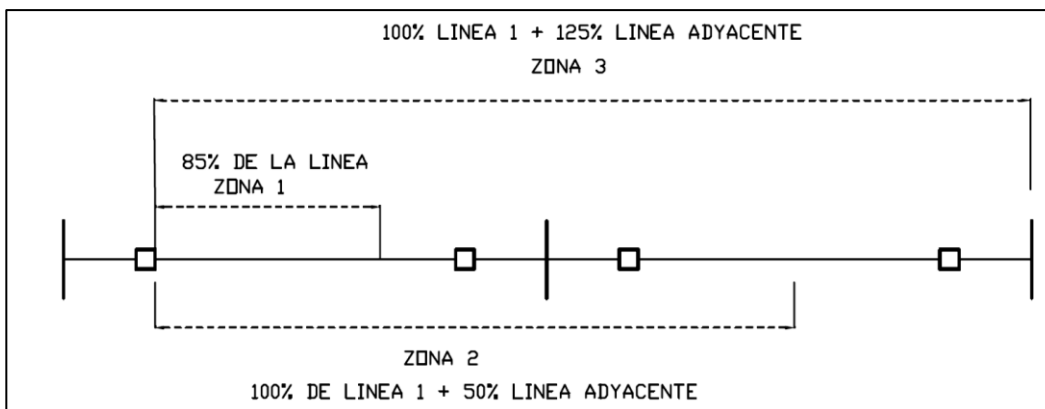 100% LINEA 1 + 125% LINEA ADYACENTE
ZONA 3
85% DE LA LINEA
ZONA 1
ZONA 2
100% DE LINEA 1 + 50% LINEA ADYACENTE